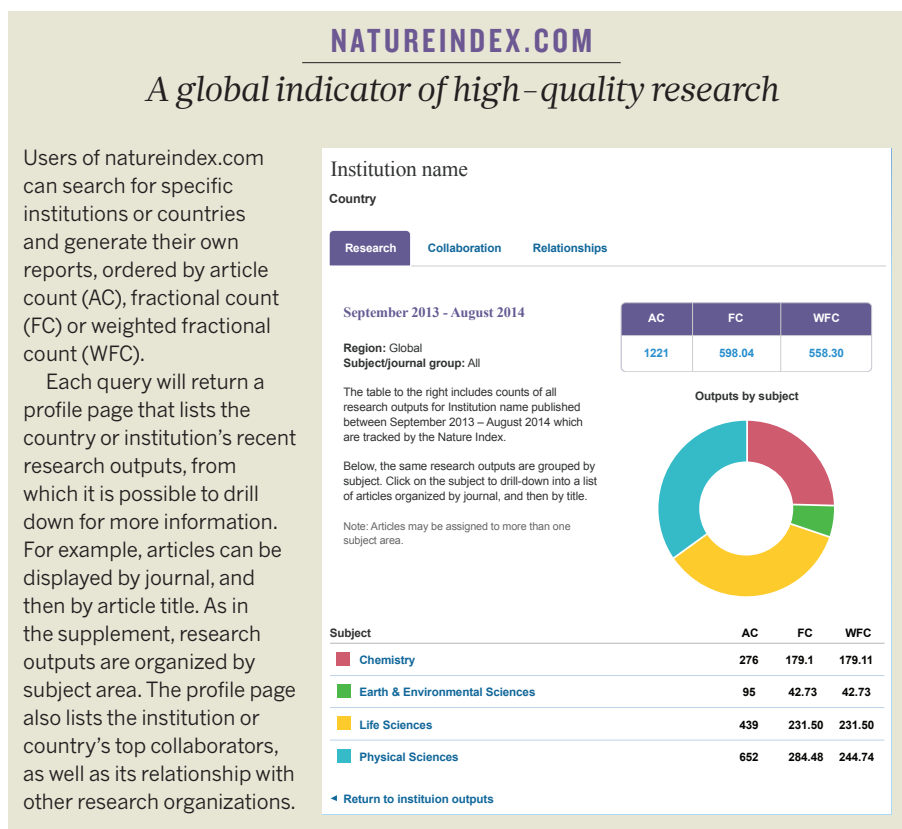 NATUREINDEX.COM
A global indicator of high-quality research
Users of natureindex.com
can search for specific
institutions or countries
and generate their own
reports, ordered by article
count (AC), fractional count
(FC) or weighted fractional
count (WFC).
Each query will return a
profile page that lists the
country or institution's recent
research outputs, from
which it is possible to drill
down for more information.
For example, articles can be
displayed by journal, and
then by article title. As in
the supplement, research
outputs are organized by
subject area. The profile page
also lists the institution or
country's top collaborators,
as well as its relationship with
other research organizations.
Institution name
Country
Research Collaboration Relationships
September 2013 - August 2014
Region: Global
Subject/journal group: All
The table to the right includes counts of all
research outputs for Institution name published
between September 2013 – August 2014 which
are tracked by the Nature Index.
Below, the same research outputs are grouped by
subject. Click on the subject to drill-down into a list
of articles organized by journal, and then by title.
Note: Articles may be assigned to more than one
subject area.
AC FC WFC
1221 598.04 558.30
Outputs by subject
Subject AC FC WFC
Chemistry 276 179.1 179.11
Earth & Environmental Sciences 95 42.73 42.73
Life Sciences 439 231.50 231.50
Physical Sciences 652 284.48 244.74
◄ Return to instituion outputs